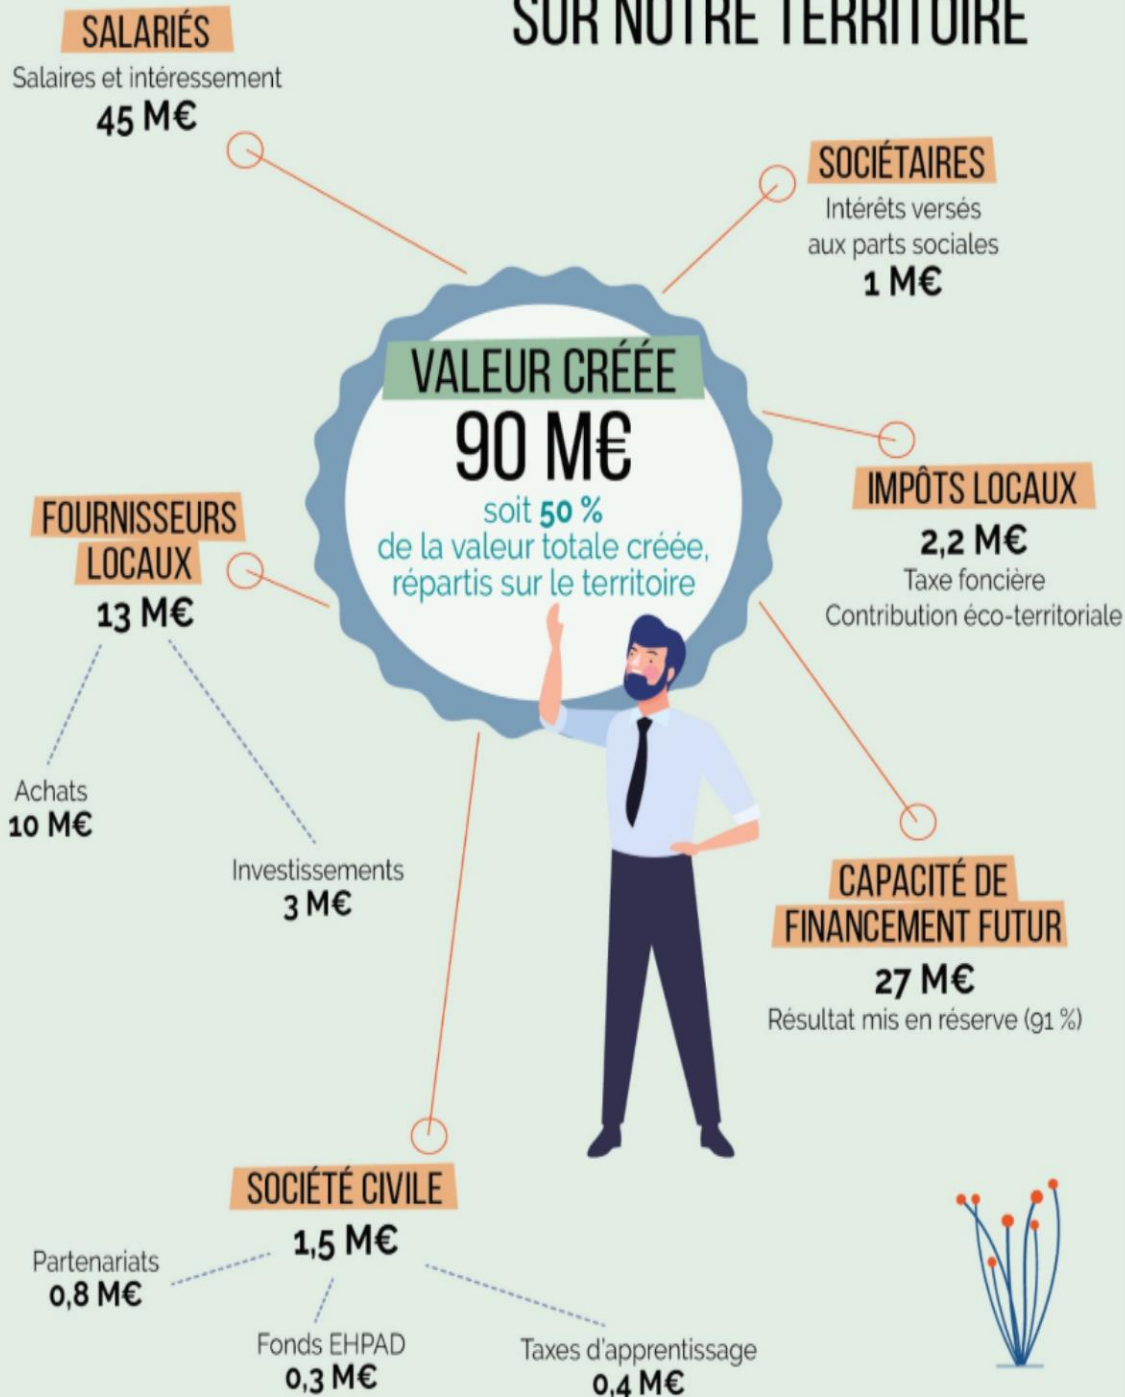 SUR NOTRE TERRITOIRE
SALARIÉS
Salaires et intéressement
45 M€
SOCIÉTAIRES
Intérêts versés
aux parts sociales
1 M€
VALEUR CRÉÉE
90 M€
soit 50 %
de la valeur totale créée,
répartis sur le territoire
IMPÔTS LOCAUX
2,2 M€
Taxe foncière
Contribution éco-territoriale
FOURNISSEURS
LOCAUX
13 M€
Achats
10 M€
Investissements
3 M€
CAPACITÉ DE
FINANCEMENT FUTUR
27 M€
Résultat mis en réserve (91 %)
SOCIÉTÉ CIVILE
1,5 M€
Partenariats
0,8 M€
Fonds EHPAD
0,3 M€
Taxes d'apprentissage
0,4 M€